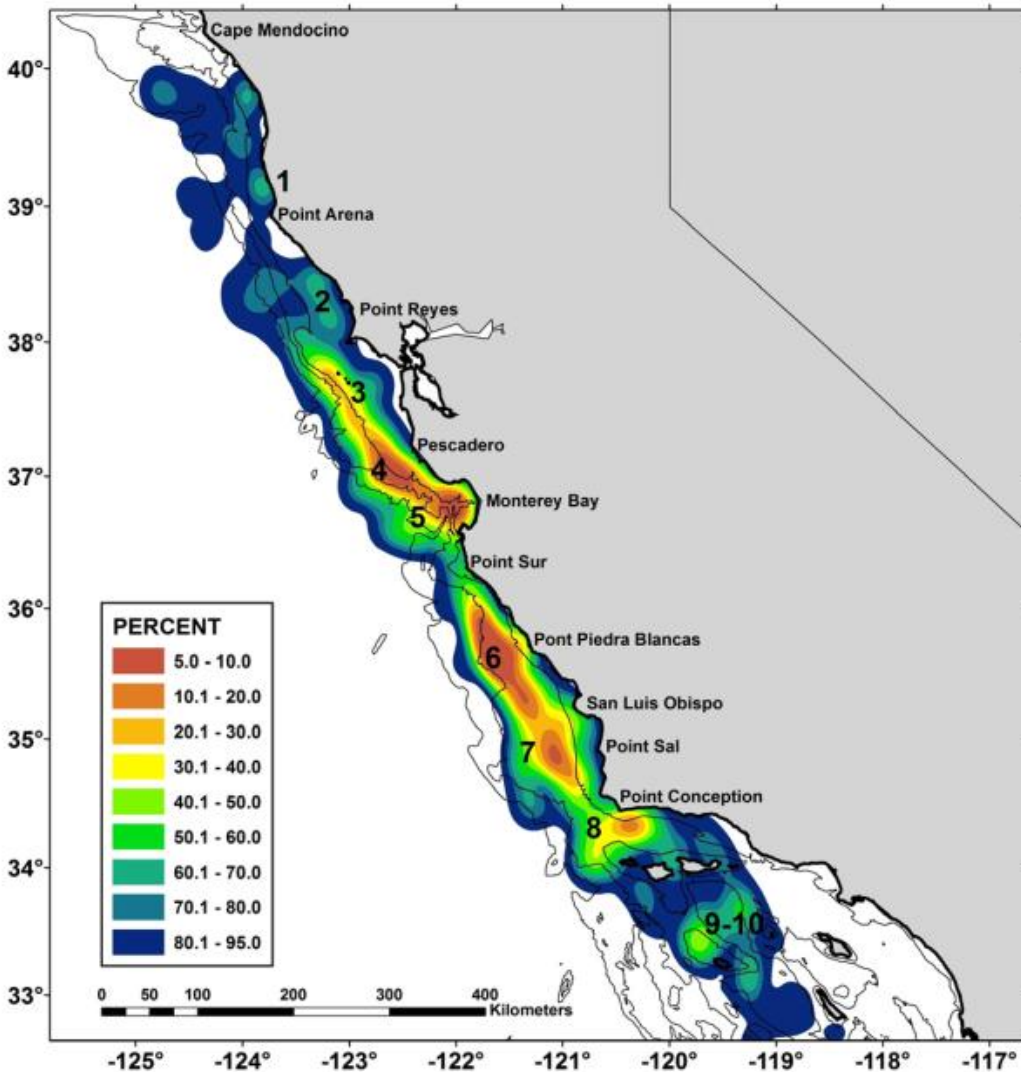 Cape Mendocino
40°
1
39°
Point Arena
2
Point Reyes
38°
3
Pescadero
37°
4
Monterey Bay
5
Point Sur
36°
PERCENT
5.0 - 10.0
10.1 - 20.0
20.1 - 30.0
30.1 - 40.0
40.1 - 50.0
50.1 - 60.0
60.1 - 70.0
70.1 - 80.0
80.1 - 95.0
Pont Piedra Blancas
6
San Luis Obispo
35°
7
Point Sal
Point Conception
8
34°
9-10
33°
0 50 100 200 300 400
Kilometers
-125° -124° -123° -122° -121° -120° -119° -118° -117°